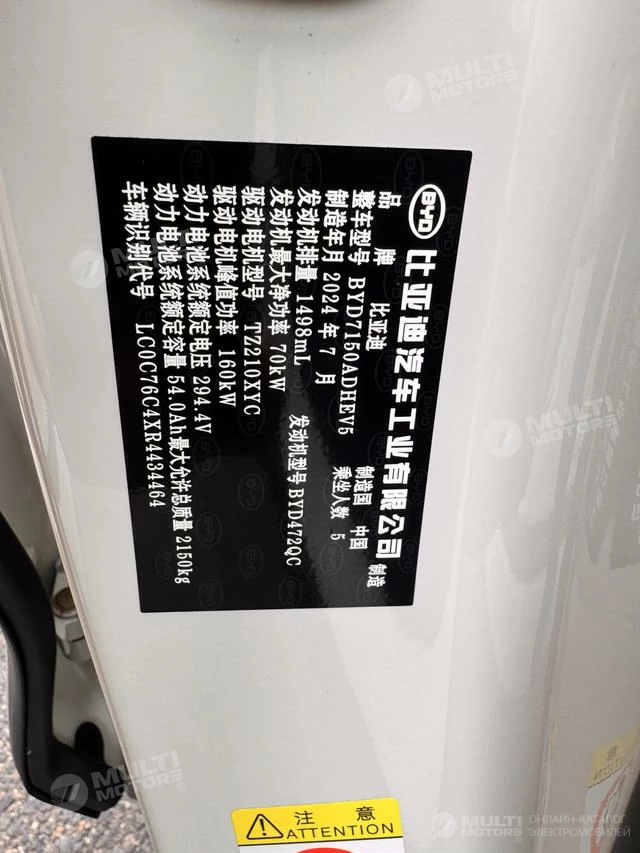 BYD 比亚迪汽车工业有限公司 制造
品牌 比亚迪 制造国 中国
整车型号 BYD7150ADHEV5 乘坐人数 5
制造年月 2024年7月
发动机排量 1498mL 发动机型号 BYD472QC
发动机最大净功率 70kW
驱动电机型号 TZ210XYC
驱动电机峰值功率 160kW
动力电池系统额定电压 294.4V
动力电池系统额定容量 54.0Ah 最大允许总质量 2150kg
车辆识别代号 LC0C76C4XR4434464
注意
ATTENTION
MULTI MOTORS
ОНЛАЙН-КАТАЛОГ
ЭЛЕКТРОМОБИЛЕЙ